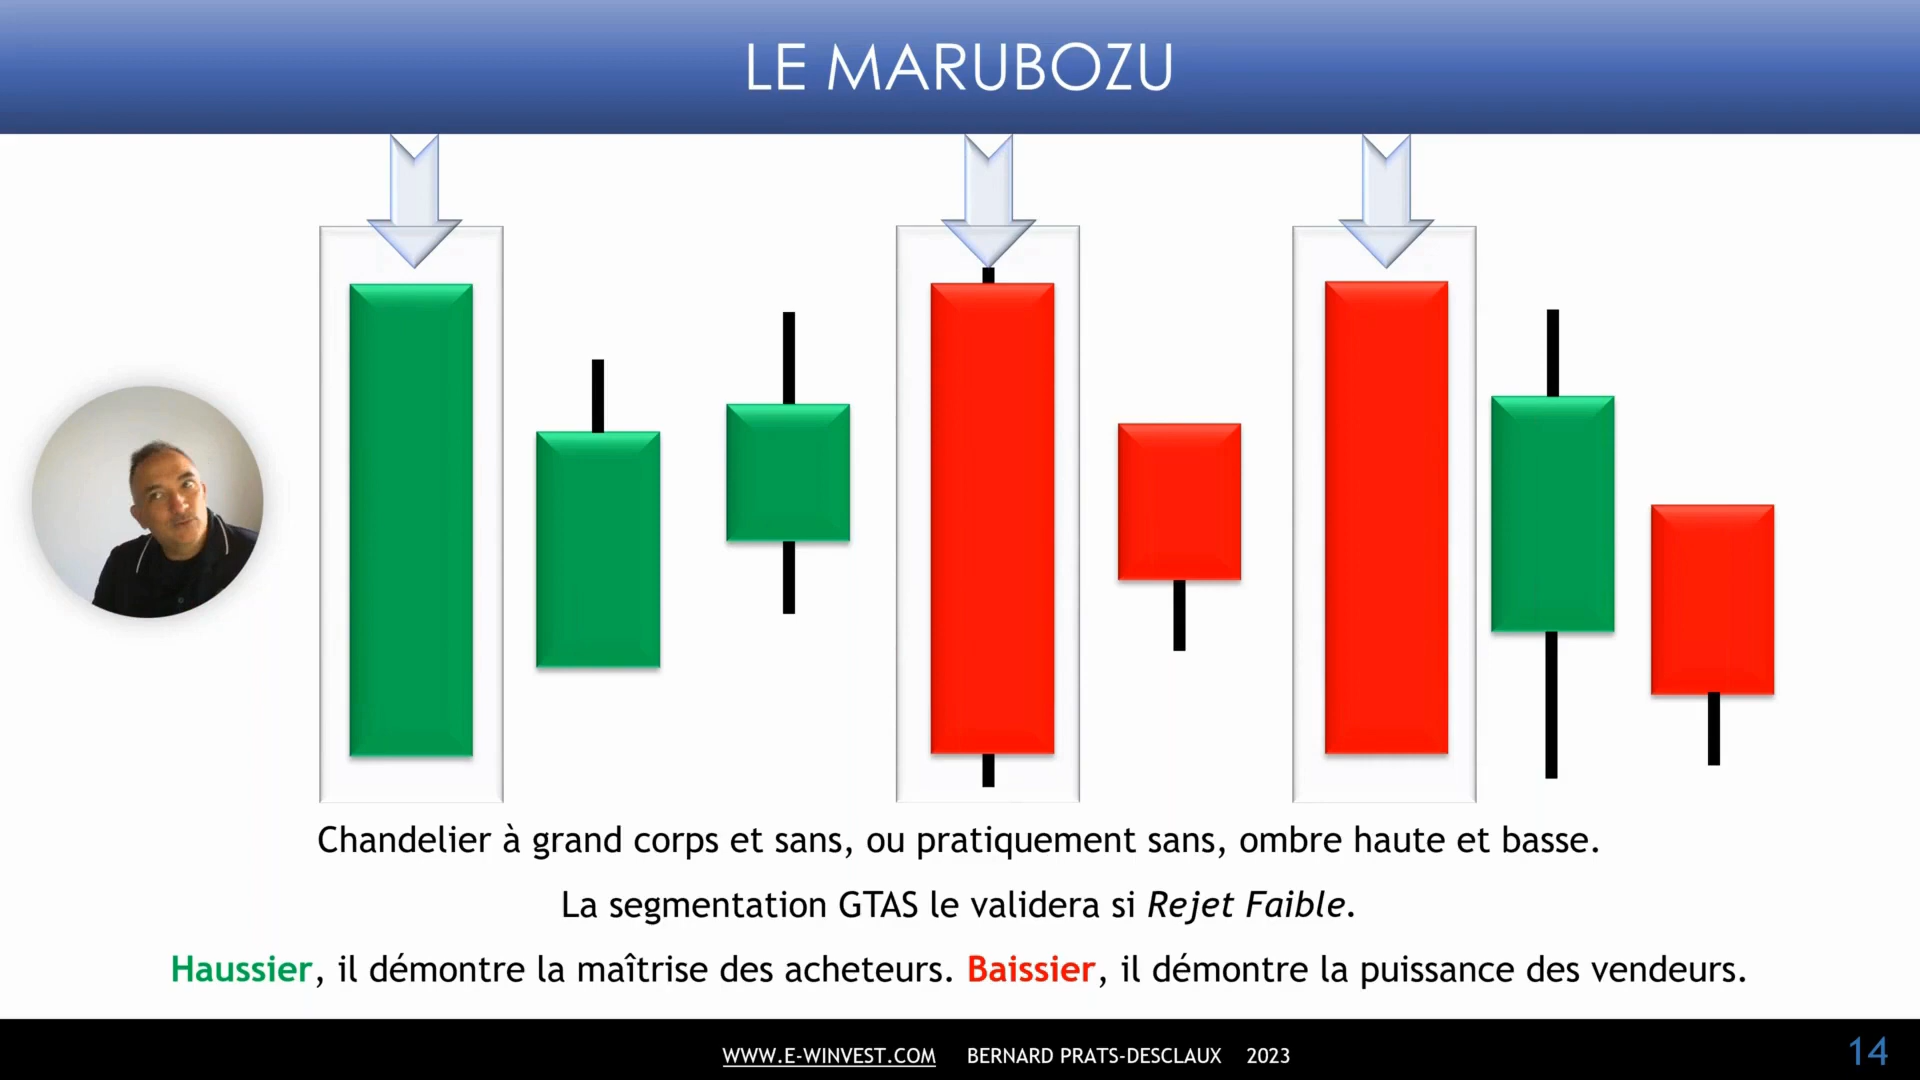 LE MARUBOZU
Chandelier à grand corps et sans, ou pratiquement sans, ombre haute et basse.
La segmentation GTAS le validera si Rejet Faible.
Haussier, il démontre la maîtrise des acheteurs. Baissier, il démontre la puissance des vendeurs.
WWW.E-WINVEST.COM BERNARD PRATS-DESCLAUX 2023
14